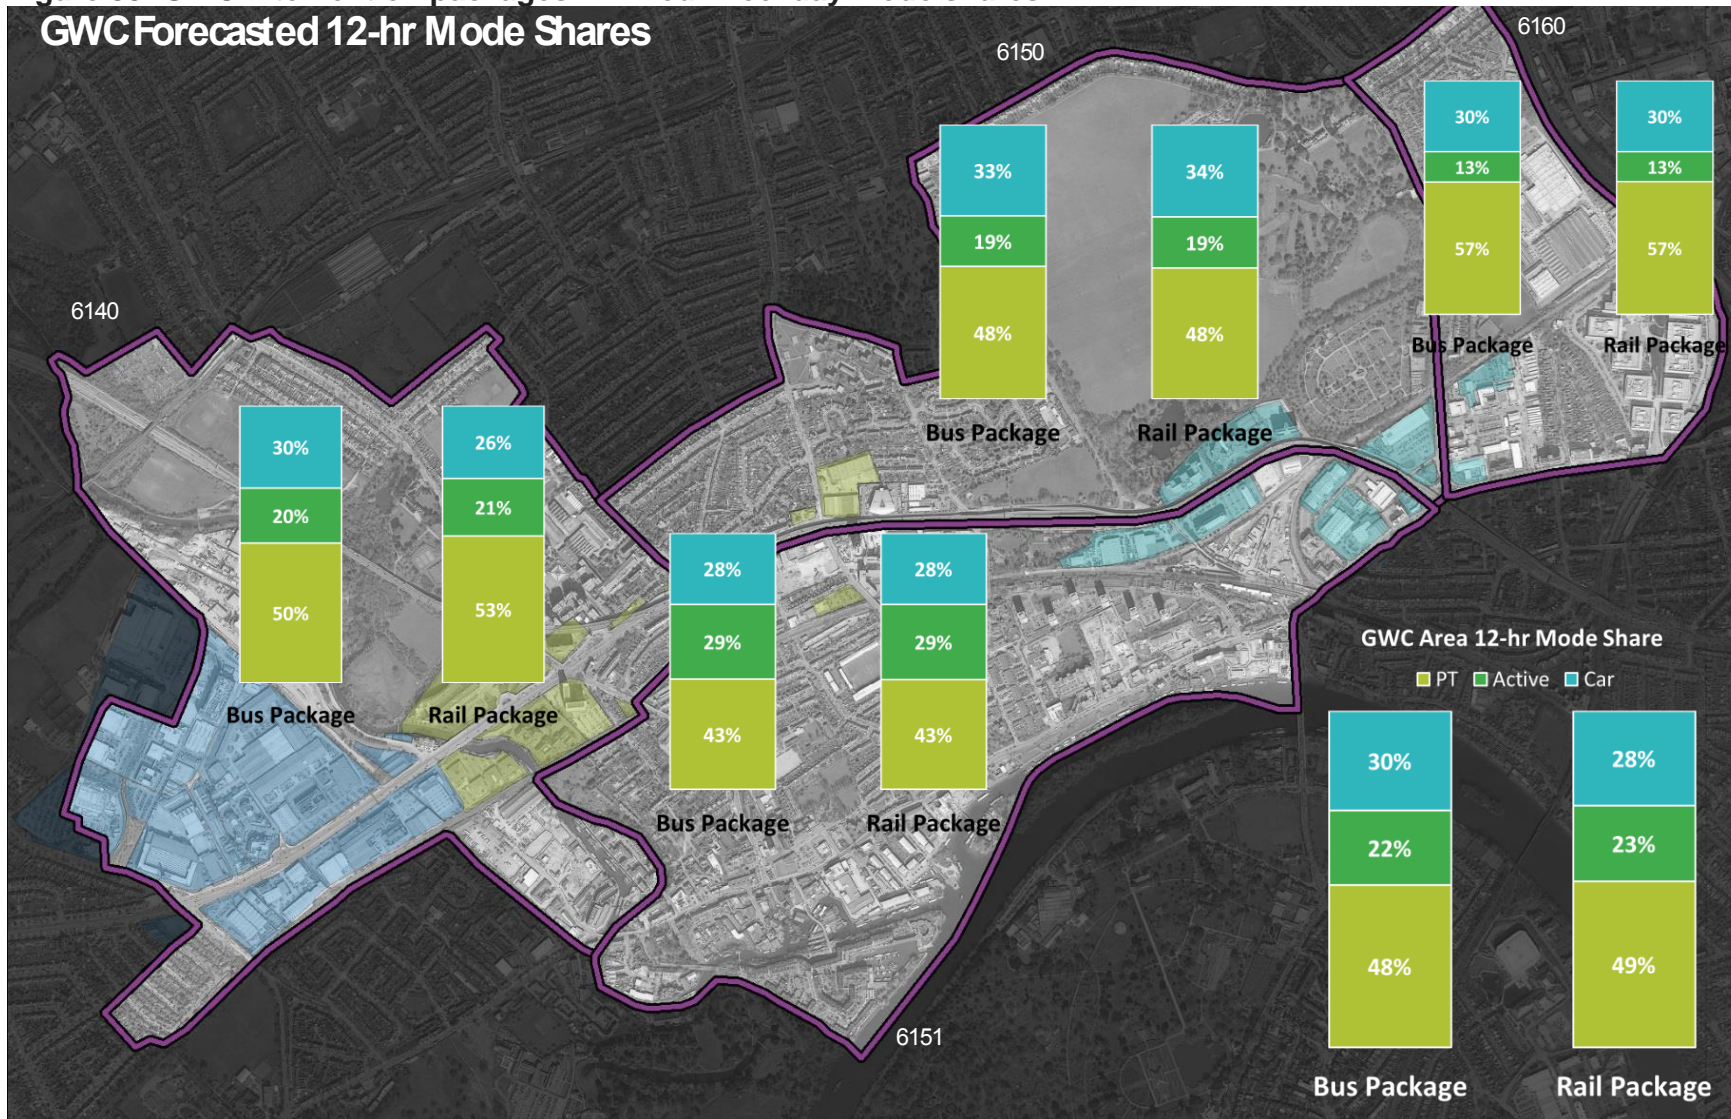 GWC Forecasted 12-hr Mode Shares
6150
6160
30%
13%
57%
Bus Package
30%
13%
57%
Rail Package
33%
19%
48%
Bus Package
34%
19%
48%
Rail Package
6140
30%
20%
50%
Bus Package
26%
21%
53%
Rail Package
28%
29%
43%
Bus Package
28%
29%
43%
Rail Package
6151
GWC Area 12-hr Mode Share
PT Active Car
30%
22%
48%
Bus Package
28%
23%
49%
Rail Package